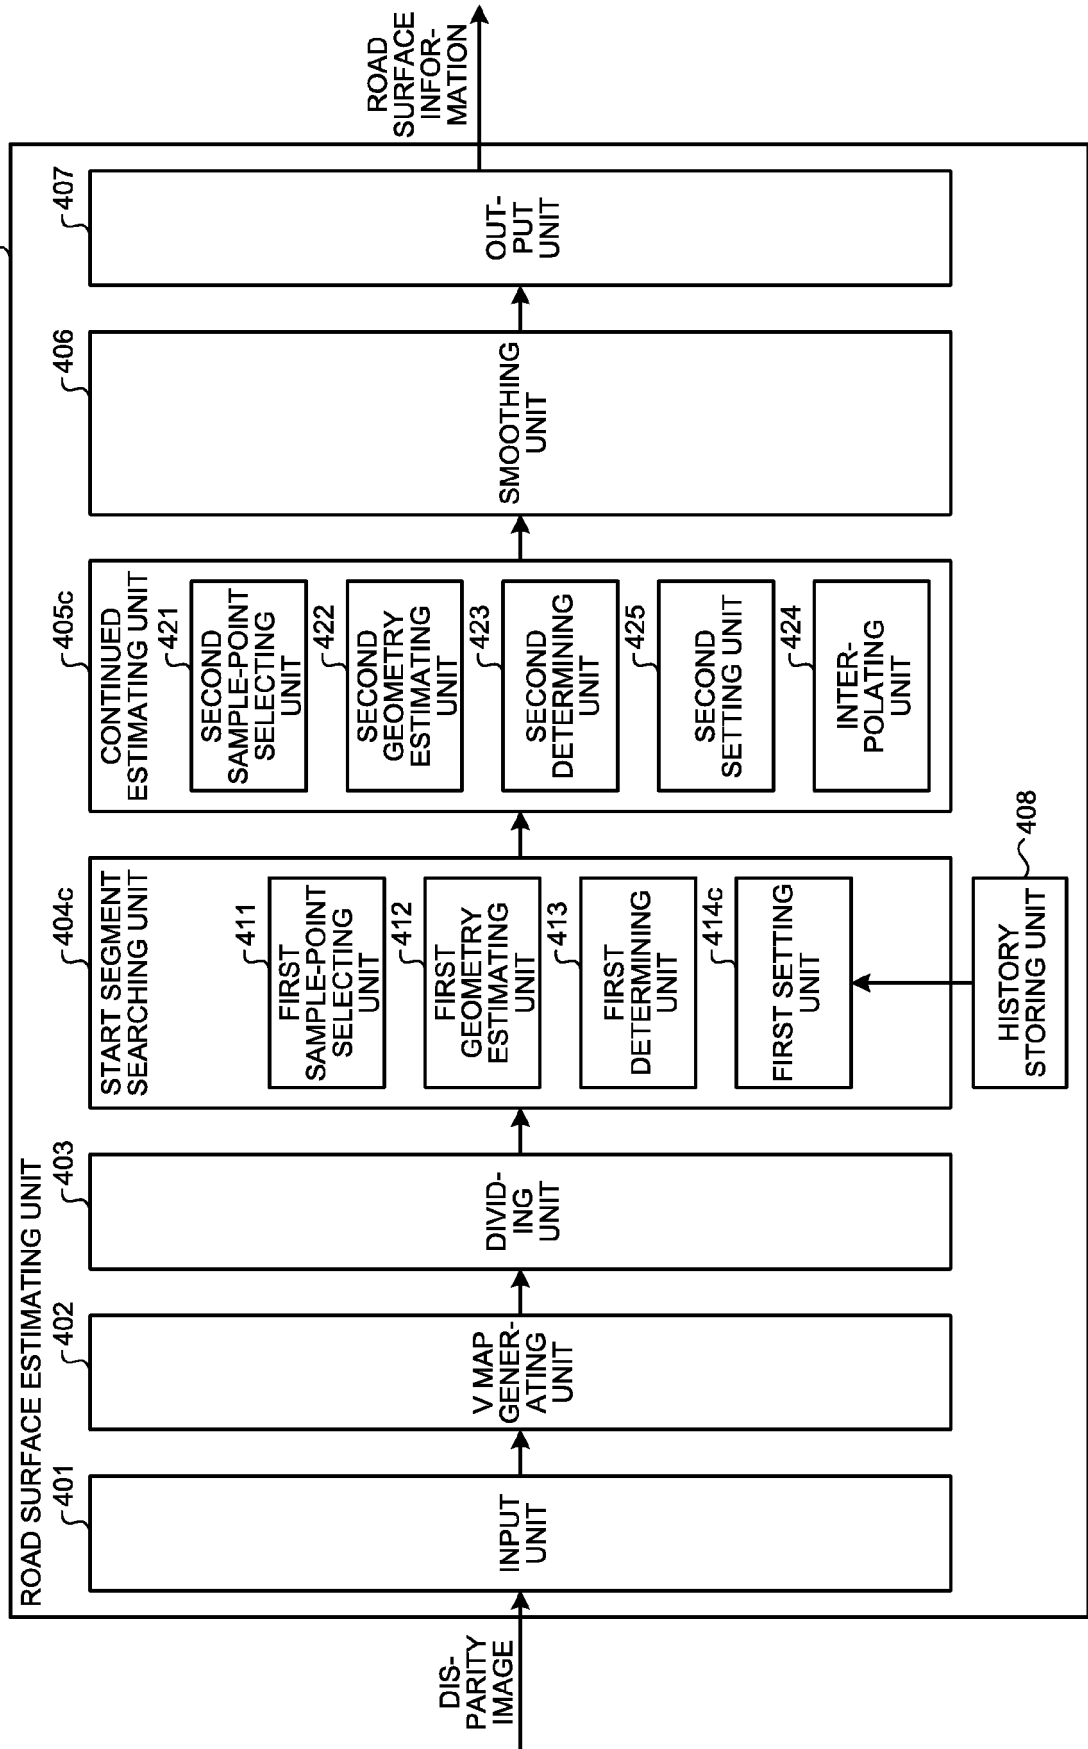 ROAD SURFACE ESTIMATING UNIT
DIS-
PARITY
IMAGE
401
INPUT
UNIT
402
V MAP
GENER-
ATING
UNIT
403
DIVID-
ING
UNIT
404c
START SEGMENT
SEARCHING UNIT
411
FIRST
SAMPLE-POINT
SELECTING
UNIT
412
FIRST
GEOMETRY
ESTIMATING
UNIT
413
FIRST
DETERMINING
UNIT
414c
FIRST SETTING
UNIT
408
HISTORY
STORING UNIT
405c
CONTINUED
ESTIMATING UNIT
421
SECOND
SAMPLE-POINT
SELECTING
UNIT
422
SECOND
GEOMETRY
ESTIMATING
UNIT
423
SECOND
DETERMINING
UNIT
425
SECOND
SETTING UNIT
424
INTER-
POLATING
UNIT
406
SMOOTHING
UNIT
407
OUT-
PUT
UNIT
ROAD
SURFACE
INFOR-
MATION